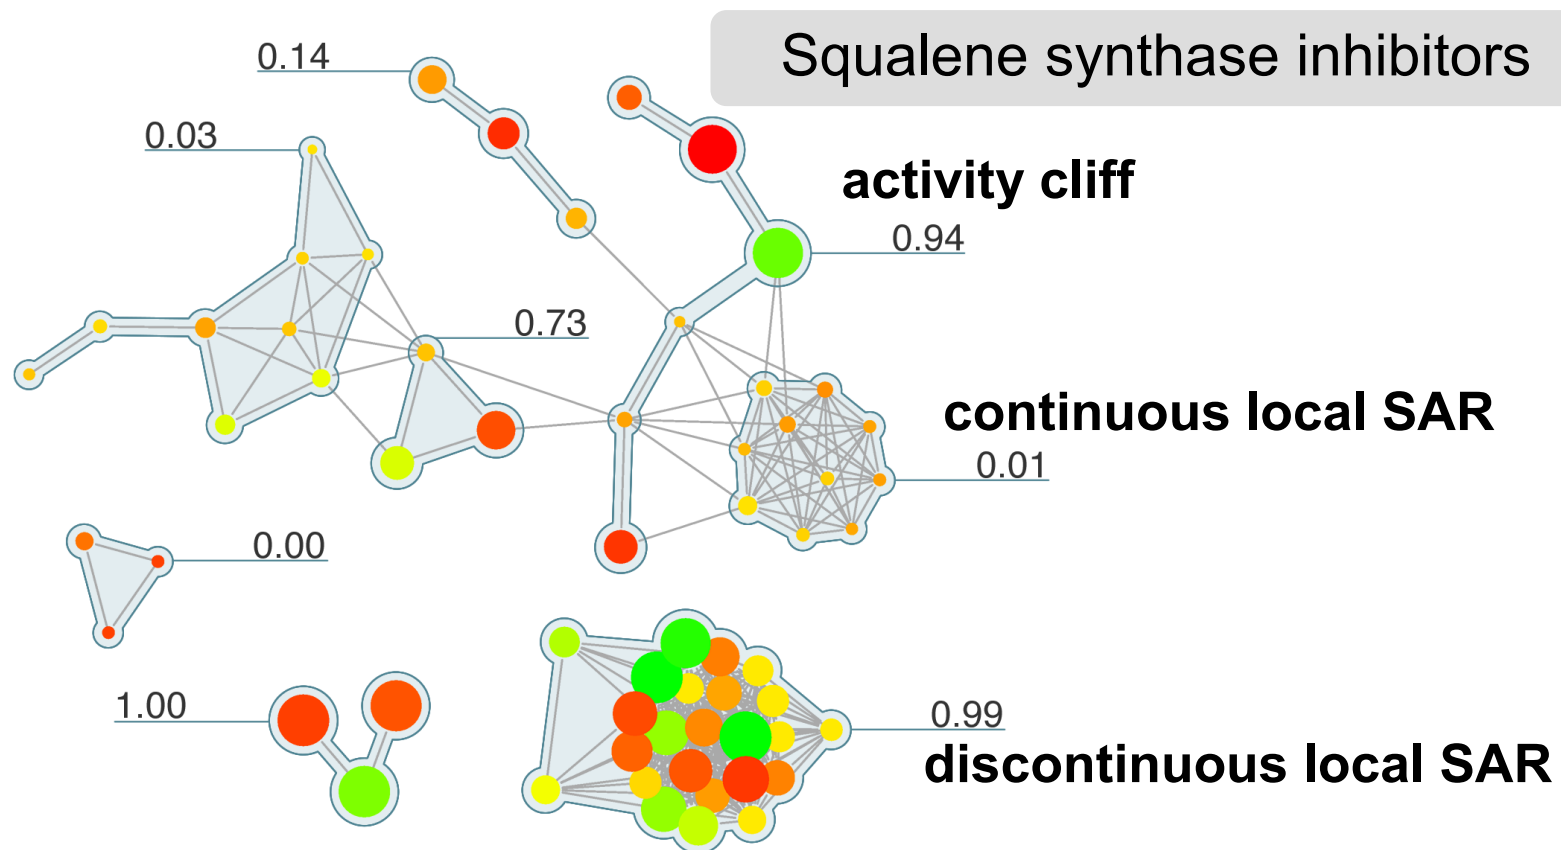 Squalene synthase inhibitors
0.14
0.03
activity cliff
0.94
0.73
continuous local SAR
0.01
0.00
1.00
0.99
discontinuous local SAR